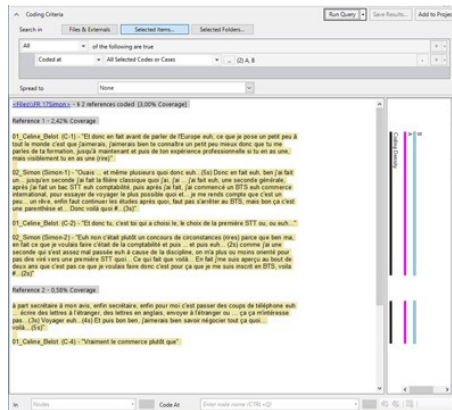 Coding Criteria
Run Query
Save Results...
Add to Project
Search in
Files & Externals
Selected Items...
Selected Folders...
All
of the following are true
Coded at
All Selected Codes or Cases
...
(2) A, B
Spread to
None
<Files\\FR_17Simon> - § 2 references coded (3,00% Coverage)
Reference 1 - 2,42% Coverage
01_Celine_Belot (C-1) - "Et donc en fait avant de parler de l'Europe euh, ce que je pose un petit peu à
tout le monde c'est que j'aimerais, j'aimerais bien te connaître un petit peu mieux donc que tu me
parles de ta formation, jusqu'à maintenant et puis de ton expérience professionnelle si tu en as une,
mais visiblement tu en as une (rire)".
02_Simon (Simon-1) - "Ouais ... et même plusieurs quoi donc euh.. (5s) Donc en fait euh, ben j'ai fait
un... jusqu'en seconde j'ai fait la filière classique quoi j'ai, j'ai ... j'ai fait euh, une seconde générale,
après j'ai fait un bac STT euh comptabilité, puis après j'ai fait, j'ai commencé un BTS euh commerce
international, pour essayer de voyager le plus possible quoi et... je me rends compte que c'est un
peu... un rêve, enfin faut continuer les études après quoi, faut pas s'arrêter au BTS, mais bon ça c'est
une parenthèse et... Donc voilà quoi #... (3s)".
01_Celine_Belot (C-2) - "Et donc tu, c'est toi qui a choisi le, le choix de la première STT ou, ou euh..."
02_Simon (Simon-2) - "Euh non c'était plutôt un concours de circonstances (rires) parce que ben ma,
en fait ce que je voulais faire c'était de la comptabilité et puis ... et puis euh... (2s) comme j'ai une
seconde qui s'est assez mal passée euh à cause de la discipline, on m'a plus ou moins orienté pour
pas dire viré vers une première STT quoi... Ce qui fait que voilà... En fait j'me suis aperçu au bout de
deux ans que c'est pas ce que je voulais faire donc c'est pour ça que je me suis inscrit en BTS, voilà
#...(2s)"
Reference 2 - 0,58% Coverage
à part secrétaire à mon avis, enfin secrétaire, enfin pour moi c'est passer des coups de téléphone euh
... écrire des lettres à l'étranger, des lettres en anglais, envoyer à l'étranger ou ... ça ça m'intéresse
pas...(3s) Voyager euh...(4s) Et puis bon ben, j'aimerais bien savoir négocier tout ça quoi...
voilà...(5s)".
01_Celine_Belot (C-4) - "Vraiment le commerce plutôt que".
Coding Density
A
B
In
Nodes
Code At
Enter node name (CTRL+Q)